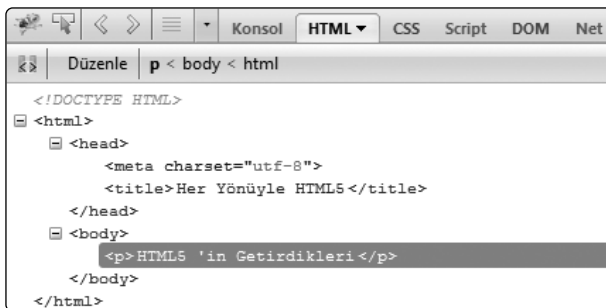 Konsol HTML CSS Script DOM Net
Düzenle p < body < html
<!DOCTYPE HTML>
<html>
<head>
<meta charset="utf-8">
<title>Her Yönüyle HTML5</title>
</head>
<body>
<p>HTML5 'in Getirdikleri</p>
</body>
</html>